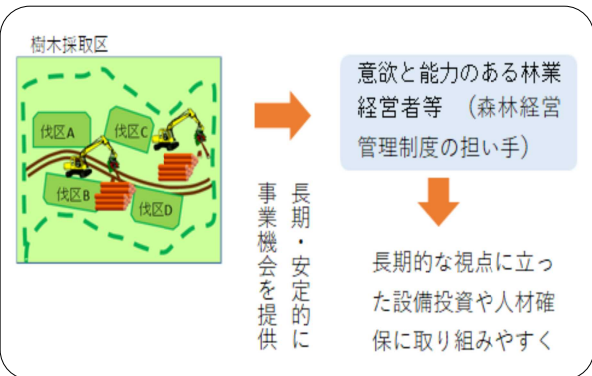 樹木採取区
伐区A
伐区C
伐区B
伐区D
長期・安定的に
事業機会を提供
意欲と能力のある林業
経営者等 (森林経営
管理制度の担い手)
長期的な視点に立っ
た設備投資や人材確
保に取り組みやすく